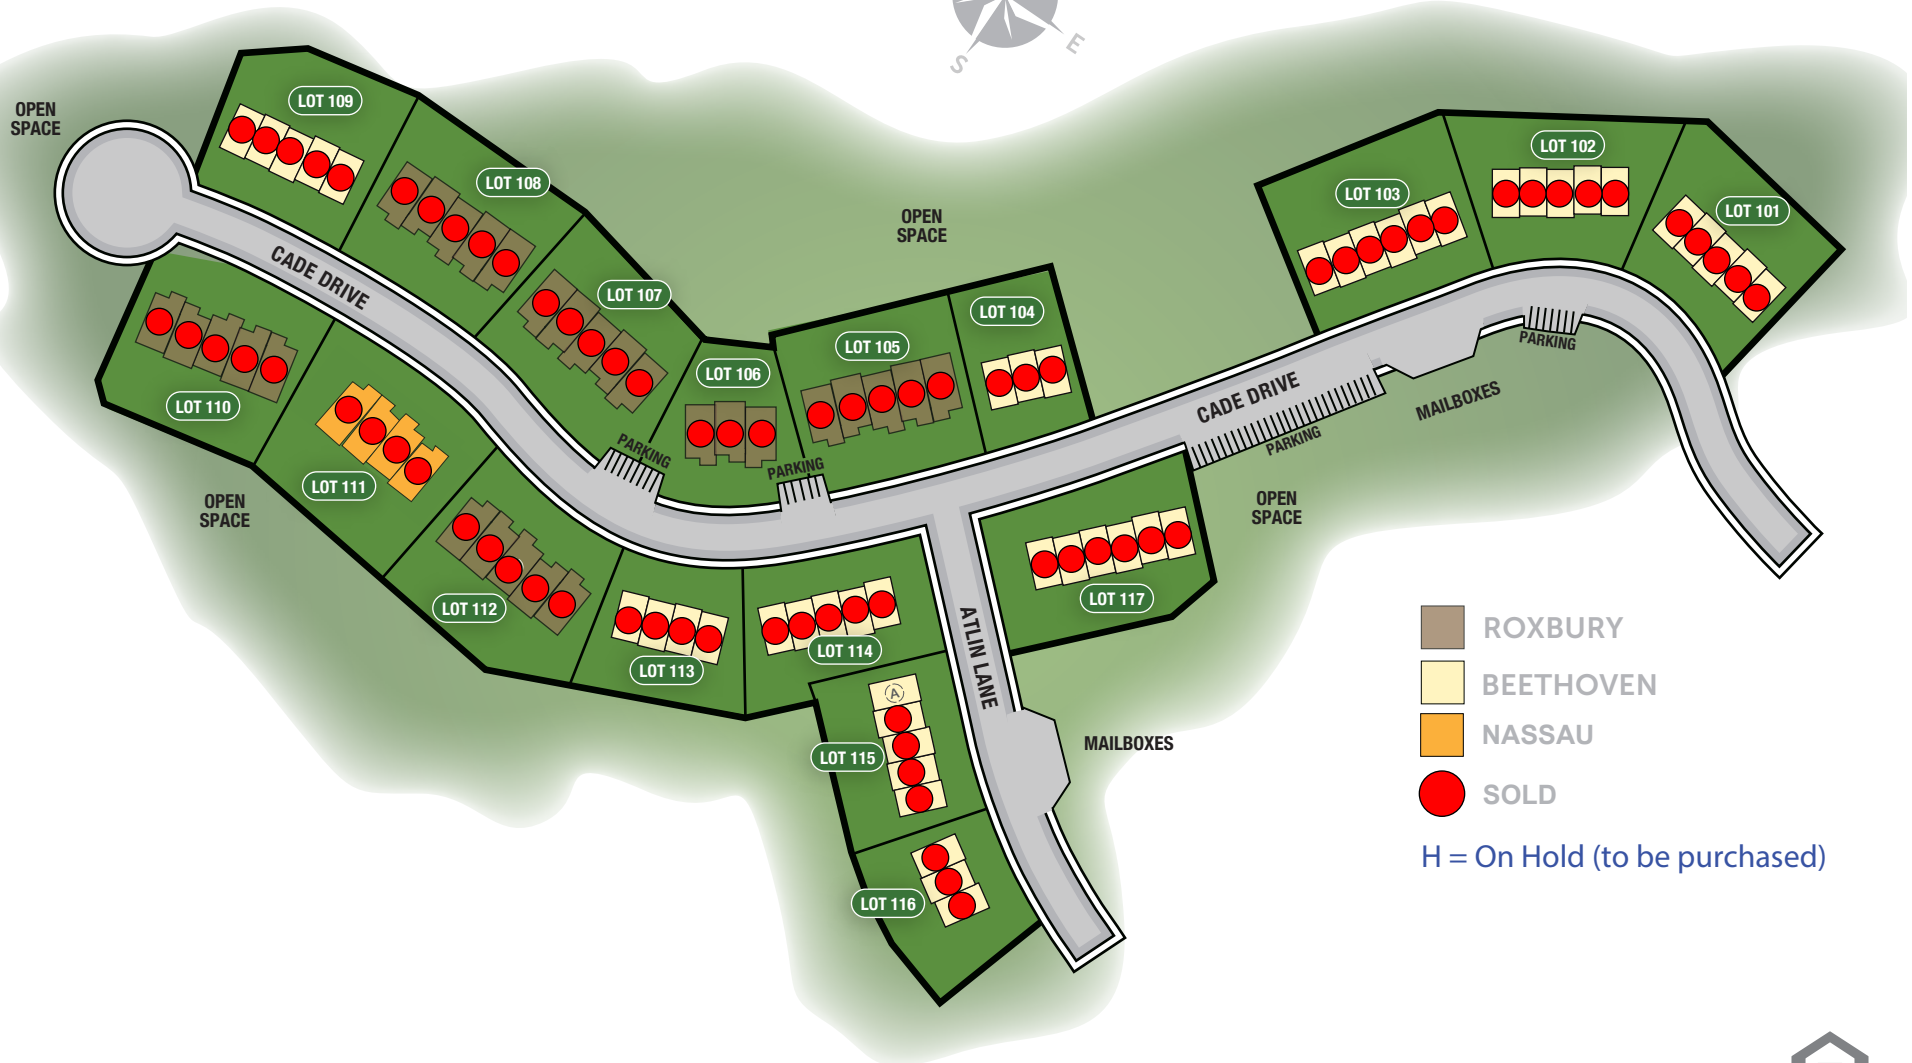 S
E
OPEN
SPACE
LOT 109
LOT 108
LOT 107
LOT 106
LOT 105
LOT 104
LOT 103
LOT 102
LOT 101
OPEN
SPACE
CADE DRIVE
CADE DRIVE
PARKING
PARKING
PARKING
PARKING
MAILBOXES
LOT 110
LOT 111
LOT 112
LOT 113
LOT 114
LOT 115
LOT 116
LOT 117
OPEN
SPACE
OPEN
SPACE
ATLIN LANE
A
MAILBOXES
ROXBURY
BEETHOVEN
NASSAU
SOLD
H = On Hold (to be purchased)